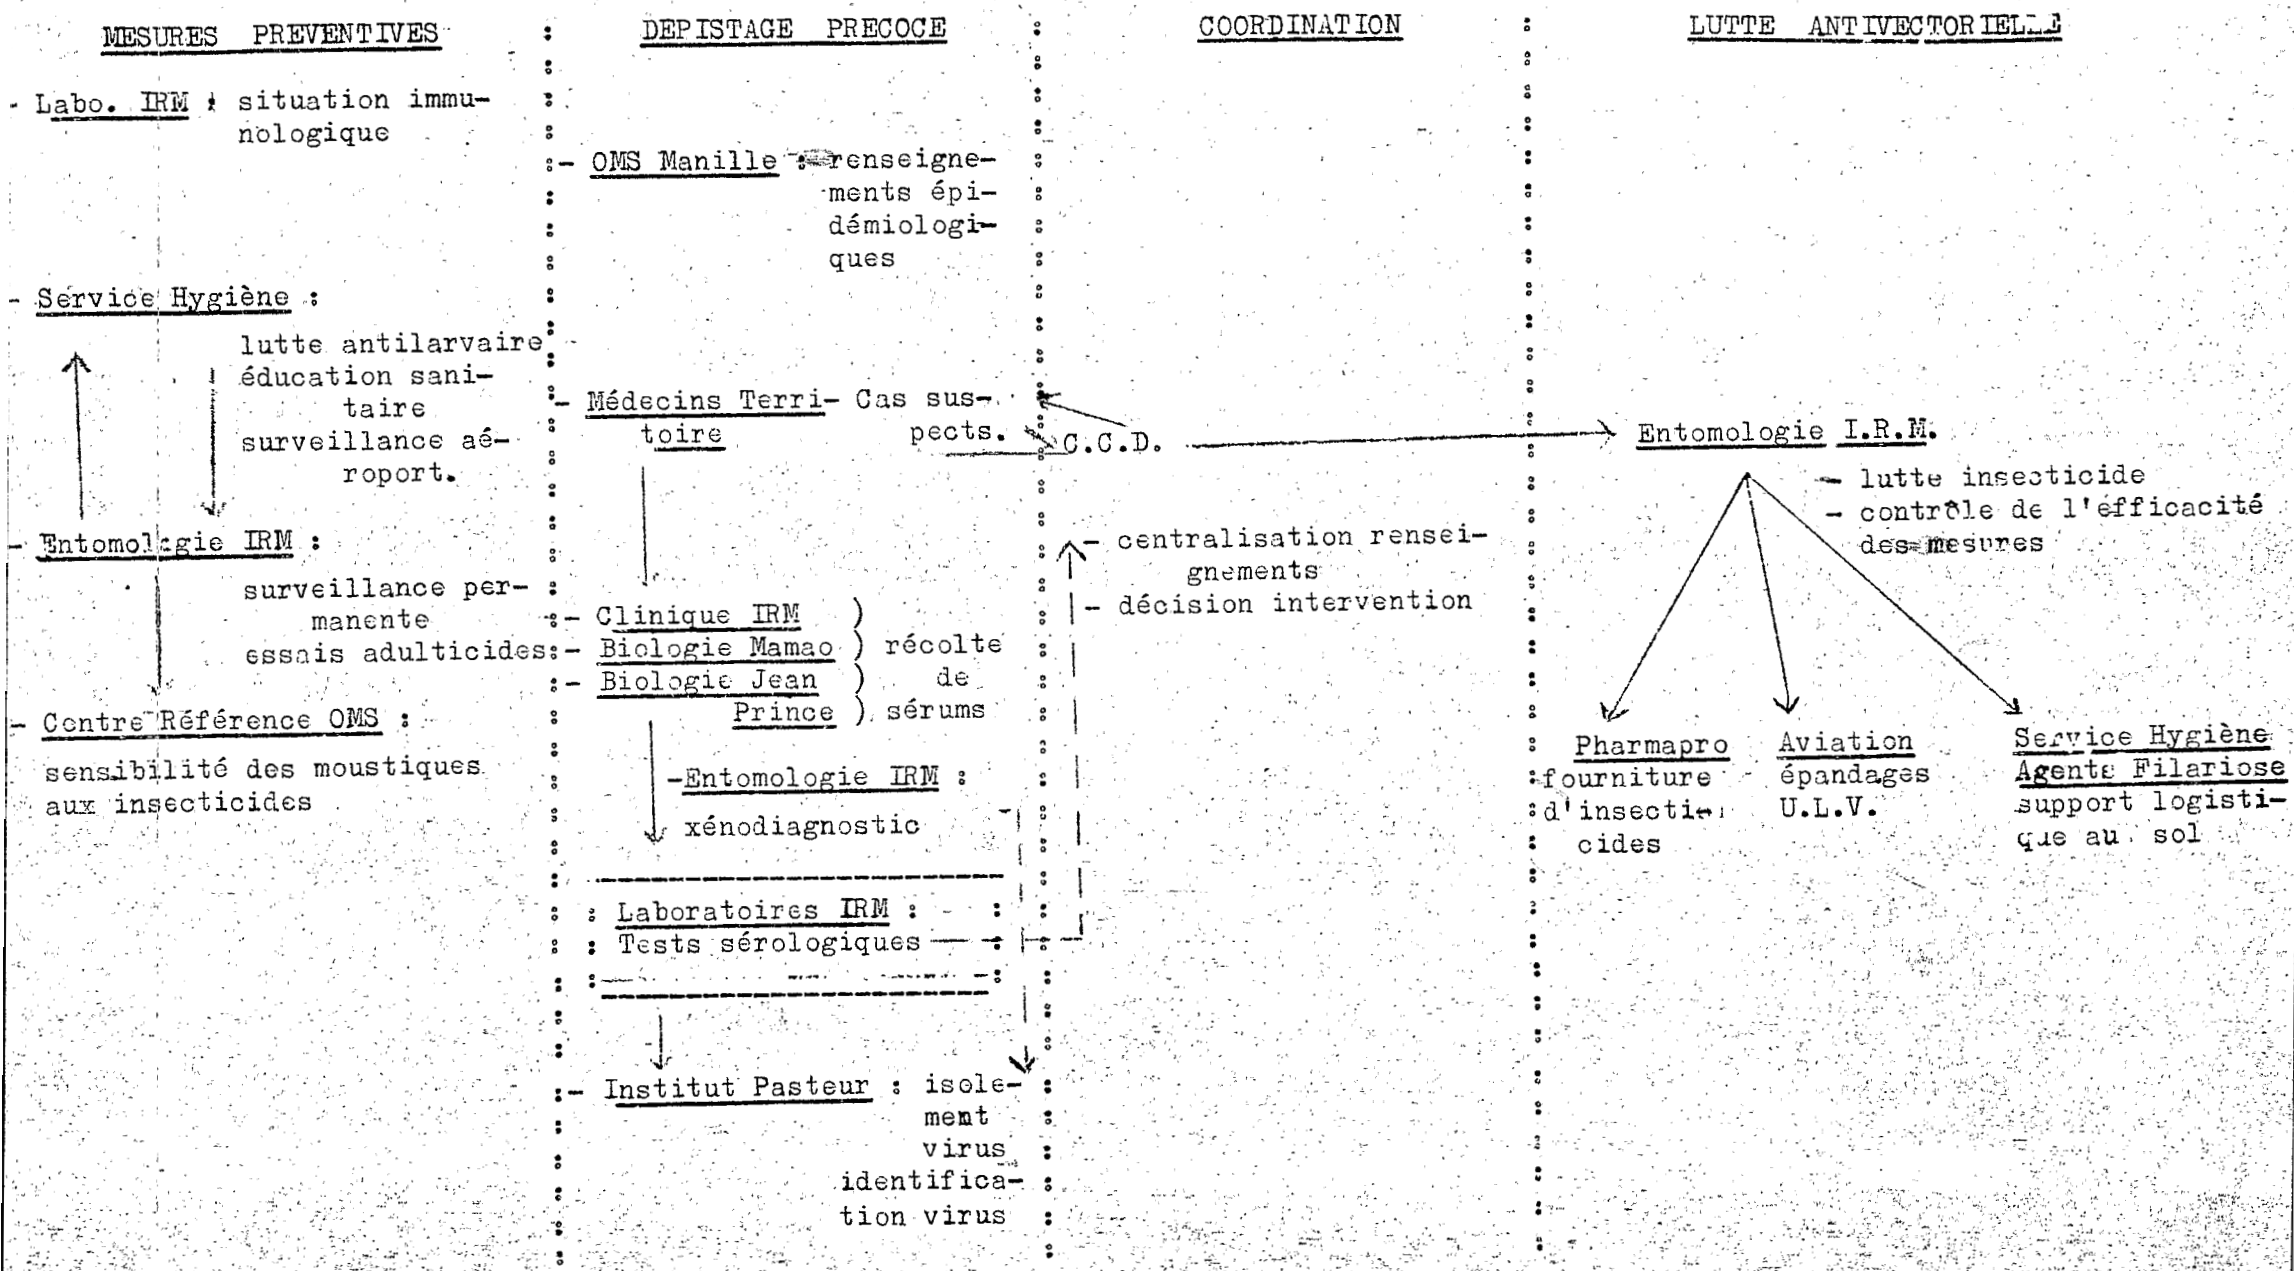 MESURES PREVENTIVES
- Labo. IRM : situation immu-
nologique
- Service Hygiène :
lutte antilarvaire
éducation sani-
taire
surveillance aé-
roport.
- Entomologie IRM :
surveillance per-
manente
essais adulticides
- Centre Référence OMS :
sensibilité des moustiques
aux insecticides
DEPISTAGE PRECOCE
- OMS Manille : renseigne-
ments épi-
démiologi-
ques
- Médecins Terri- Cas sus-
toire pects.
- Clinique IRM )
- Biologie Mamao ) récolte
- Biologie Jean ) de
Prince ) sérums
-Entomologie IRM :
xénodiagnostic
: Laboratoires IRM : - :
: Tests sérologiques
- Institut Pasteur : isole-
ment
virus
identifica-
tion virus
COORDINATION
C.C.D.
- centralisation rensei-
gnements
- décision intervention
LUTTE ANTIVECTORIELLE
Entomologie I.R.M.
- lutte insecticide
- contrôle de l'éfficacité
des mesures
Pharmapro
fourniture
d'insecti-
cides
Aviation
épandages
U.L.V.
Service Hygiène
Agents Filariose
support logisti-
que au sol